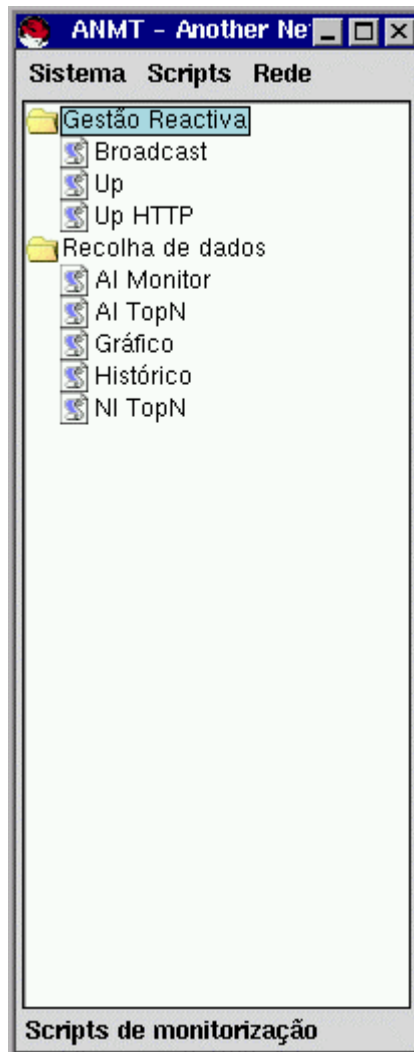 ANMT - Another Ne
Sistema Scripts Rede
Gestão Reactiva
Broadcast
Up
Up HTTP
Recolha de dados
AI Monitor
AI TopN
Gráfico
Histórico
NI TopN
Scripts de monitorização